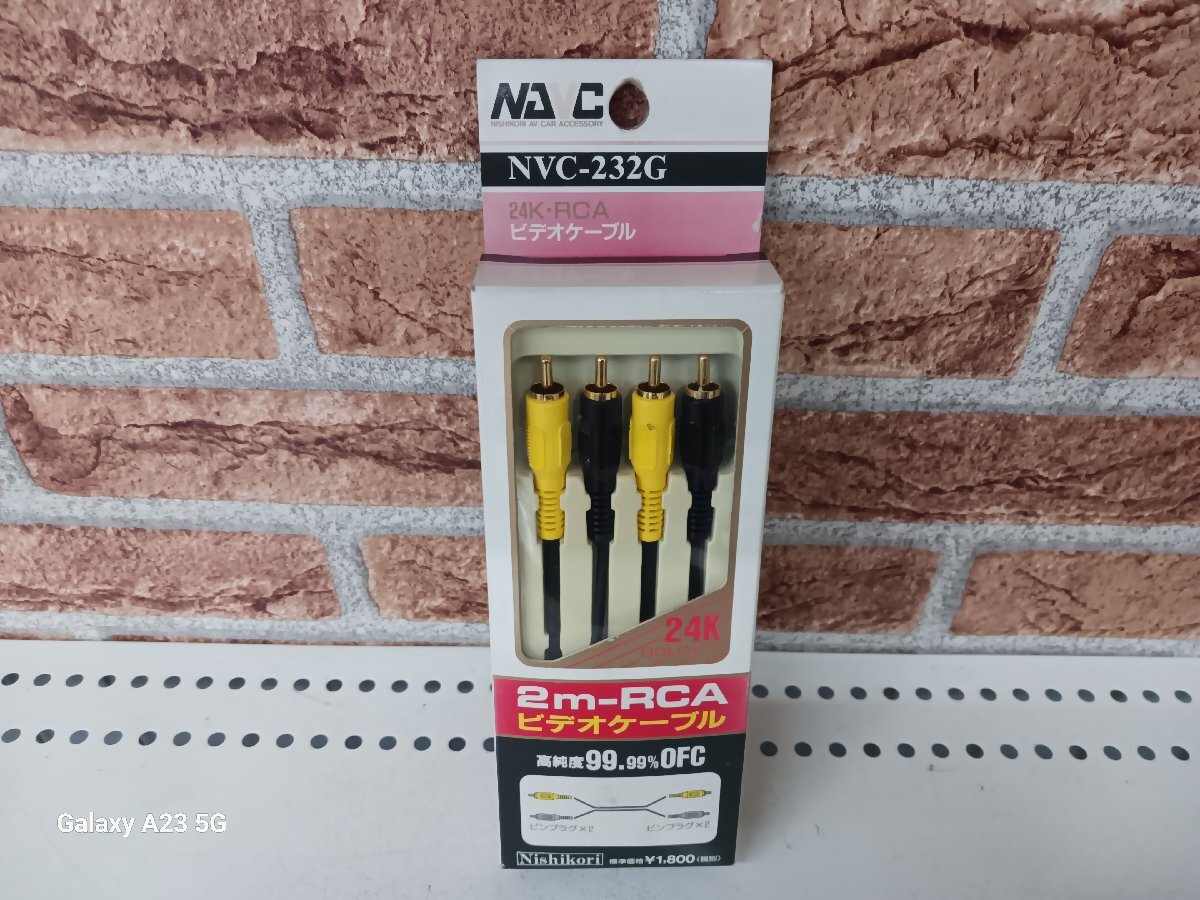 NAVC
NISHIKORI AV CAR ACCESSORY
NVC-232G
24K·RCA
ビデオケーブル
24K
2m-RCA
ビデオケーブル
高純度99.99%OFC
ピンプラグ×2 ピンプラグ×2
Nishikori 標準価格¥1,800(税別)
Galaxy A23 5G